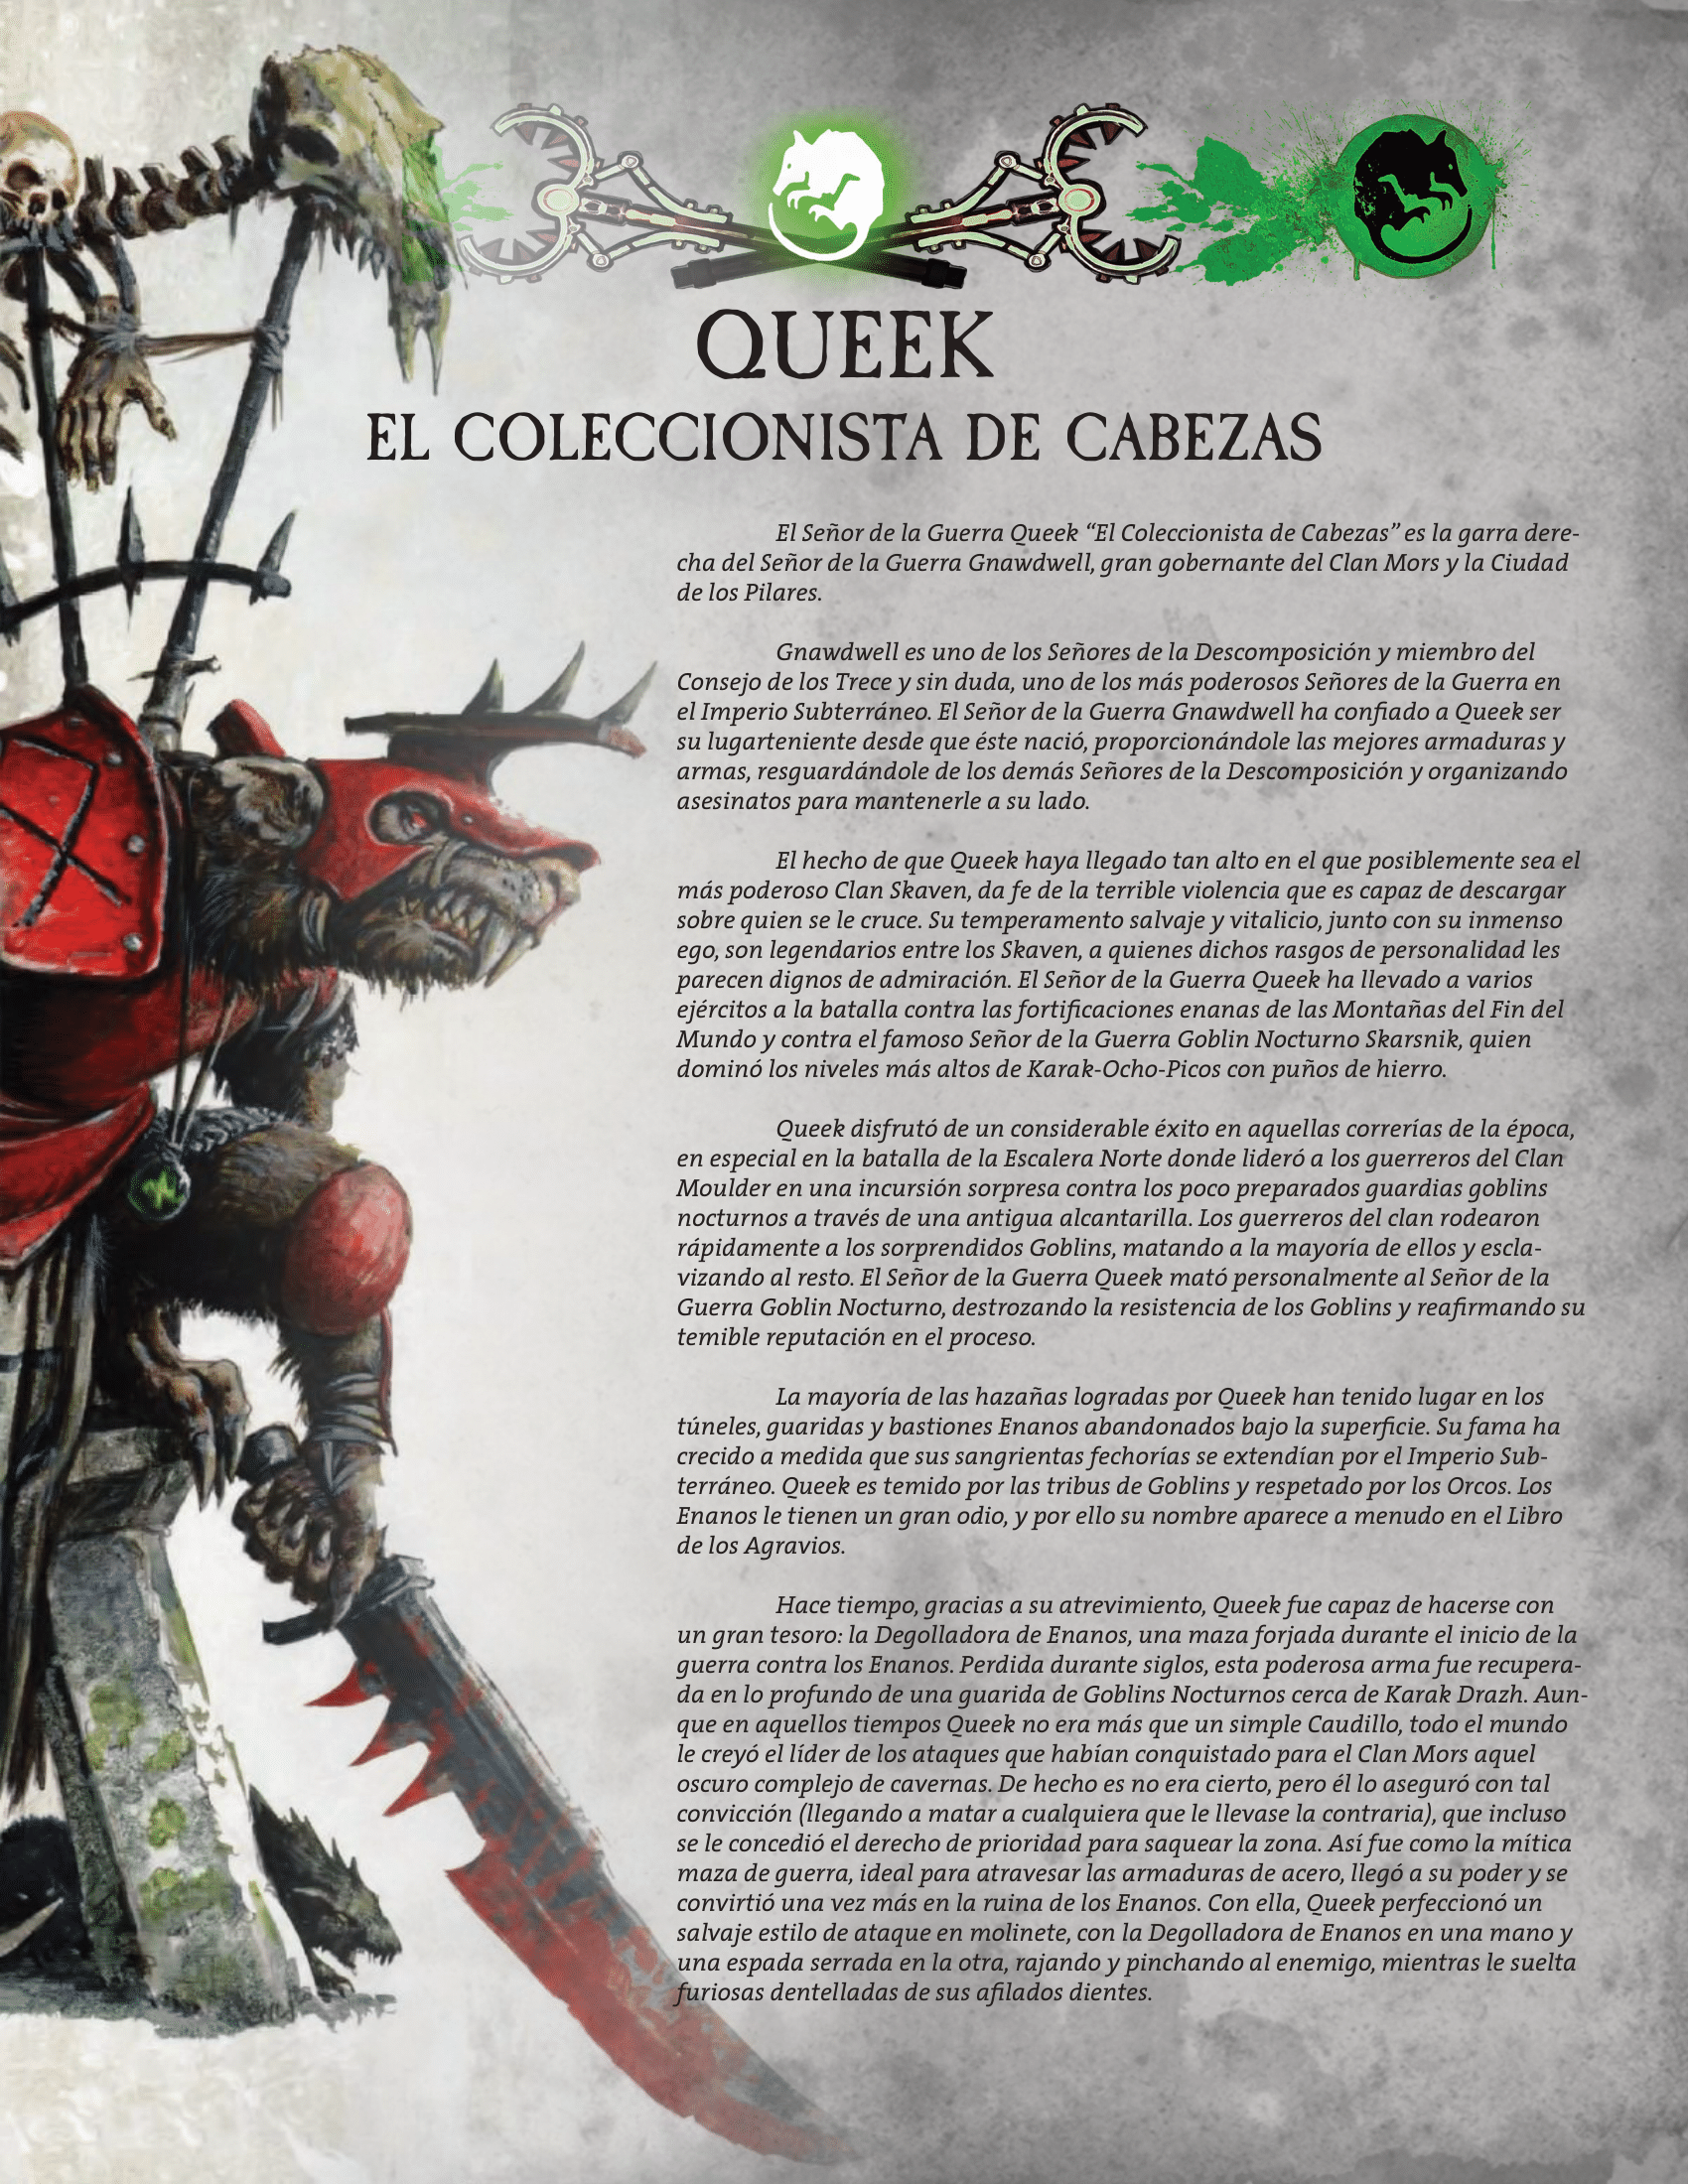 QUEEK
EL COLECCIONISTA DE CABEZAS
El Señor de la Guerra Queek “El Coleccionista de Cabezas” es la garra dere-
cha del Señor de la Guerra Gnawdwell, gran gobernante del Clan Mors y la Ciudad
de los Pilares.
Gnawdwell es uno de los Señores de la Descomposición y miembro del
Consejo de los Trece y sin duda, uno de los más poderosos Señores de la Guerra en
el Imperio Subterráneo. El Señor de la Guerra Gnawdwell ha confiado a Queek ser
su lugarteniente desde que éste nació, proporcionándole las mejores armaduras y
armas, resguardándole de los demás Señores de la Descomposición y organizando
asesinatos para mantenerle a su lado.
El hecho de que Queek haya llegado tan alto en el que posiblemente sea el
más poderoso Clan Skaven, da fe de la terrible violencia que es capaz de descargar
sobre quien se le cruce. Su temperamento salvaje y vitalicio, junto con su inmenso
ego, son legendarios entre los Skaven, a quienes dichos rasgos de personalidad les
parecen dignos de admiración. El Señor de la Guerra Queek ha llevado a varios
ejércitos a la batalla contra las fortificaciones enanas de las Montañas del Fin del
Mundo y contra el famoso Señor de la Guerra Goblin Nocturno Skarsnik, quien
dominó los niveles más altos de Karak-Ocho-Picos con puños de hierro.
Queek disfrutó de un considerable éxito en aquellas correrías de la época,
en especial en la batalla de la Escalera Norte donde lideró a los guerreros del Clan
Moulder en una incursión sorpresa contra los poco preparados guardias goblins
nocturnos a través de una antigua alcantarilla. Los guerreros del clan rodearon
rápidamente a los sorprendidos Goblins, matando a la mayoría de ellos y escla-
vizando al resto. El Señor de la Guerra Queek mató personalmente al Señor de la
Guerra Goblin Nocturno, destrozando la resistencia de los Goblins y reafirmando su
temible reputación en el proceso.
La mayoría de las hazañas logradas por Queek han tenido lugar en los
túneles, guaridas y bastiones Enanos abandonados bajo la superficie. Su fama ha
crecido a medida que sus sangrientas fechorías se extendían por el Imperio Sub-
terráneo. Queek es temido por las tribus de Goblins y respetado por los Orcos. Los
Enanos le tienen un gran odio, y por ello su nombre aparece a menudo en el Libro
de los Agravios.
Hace tiempo, gracias a su atrevimiento, Queek fue capaz de hacerse con
un gran tesoro: la Degolladora de Enanos, una maza forjada durante el inicio de la
guerra contra los Enanos. Perdida durante siglos, esta poderosa arma fue recupera-
da en lo profundo de una guarida de Goblins Nocturnos cerca de Karak Drazh. Aun-
que en aquellos tiempos Queek no era más que un simple Caudillo, todo el mundo
le creyó el líder de los ataques que habían conquistado para el Clan Mors aquel
oscuro complejo de cavernas. De hecho es no era cierto, pero él lo aseguró con tal
convicción (llegando a matar a cualquiera que le llevase la contraria), que incluso
se le concedió el derecho de prioridad para saquear la zona. Así fue como la mítica
maza de guerra, ideal para atravesar las armaduras de acero, llegó a su poder y se
convirtió una vez más en la ruina de los Enanos. Con ella, Queek perfeccionó un
salvaje estilo de ataque en molinete, con la Degolladora de Enanos en una mano y
una espada serrada en la otra, rajando y pinchando al enemigo, mientras le suelta
furiosas dentelladas de sus afilados dientes.